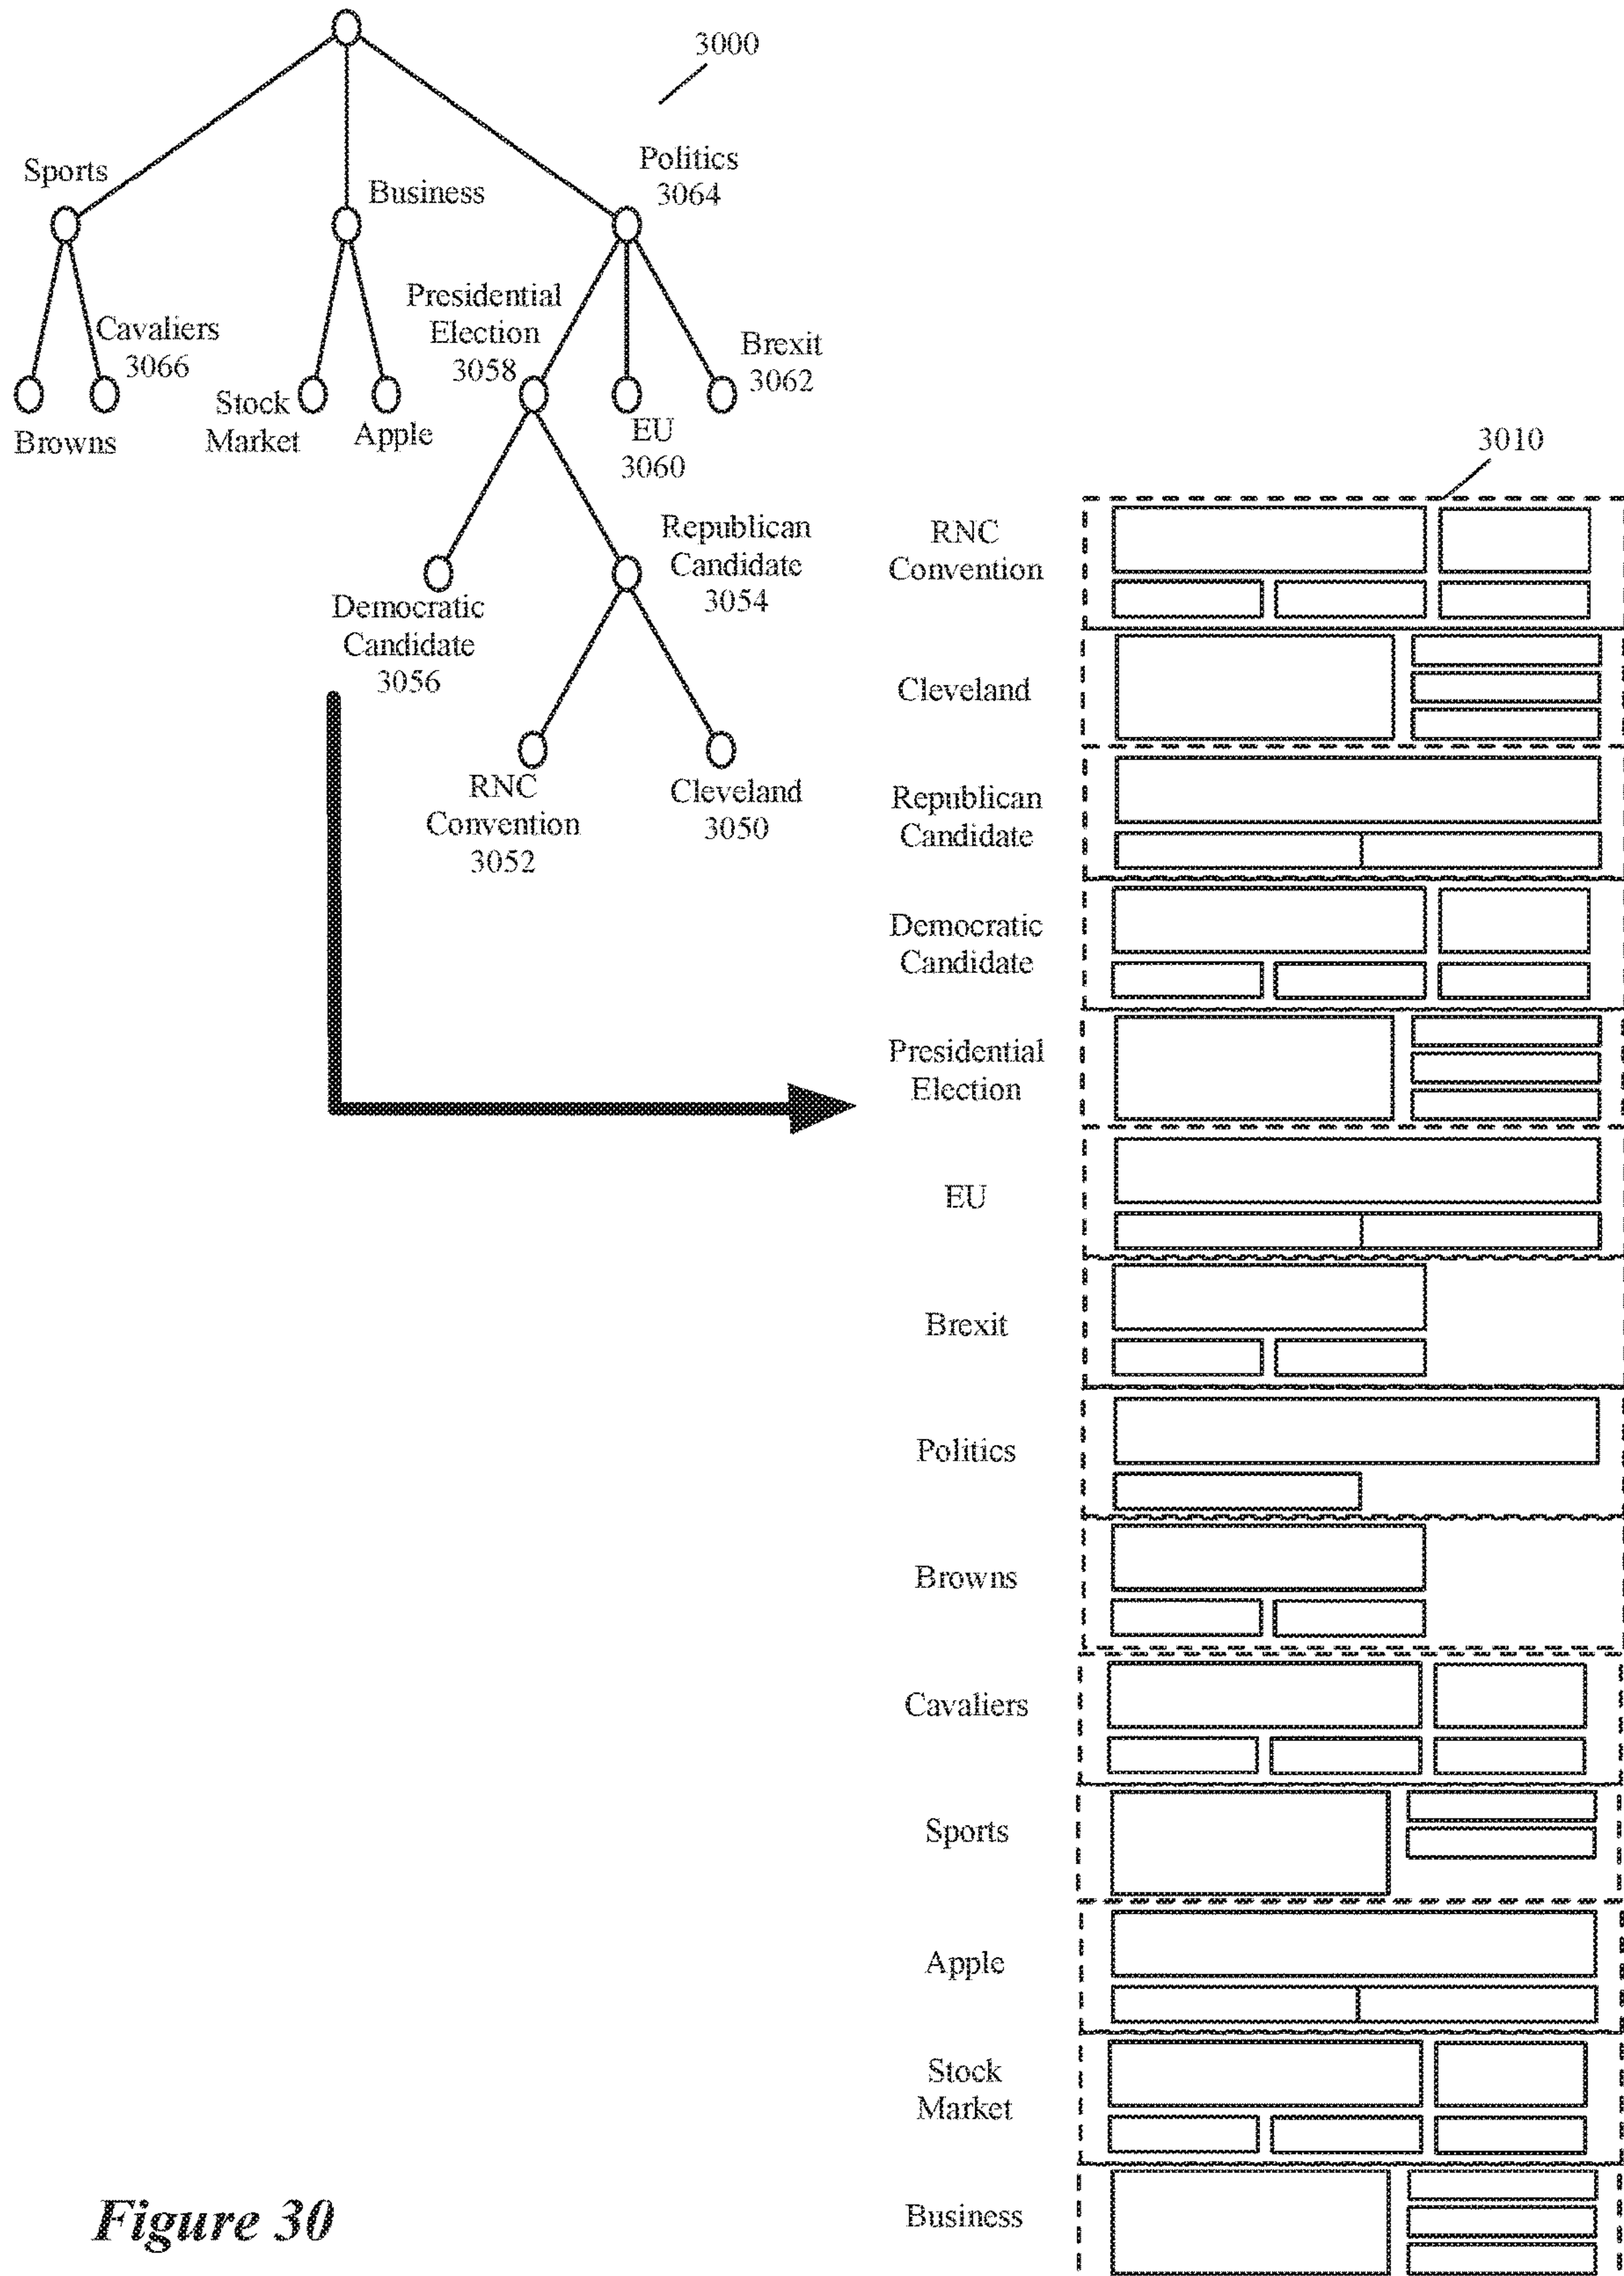 3000
Sports
Business
Politics
3064
Presidential
Election
3058
Cavaliers
3066
Brexit
3062
Browns
Stock
Market
Apple
EU
3060
Republican
Candidate
3054
Democratic
Candidate
3056
RNC
Convention
3052
Cleveland
3050
3010
RNC
Convention
Cleveland
Republican
Candidate
Democratic
Candidate
Presidential
Election
EU
Brexit
Politics
Browns
Cavaliers
Sports
Apple
Stock
Market
Business
Figure 30